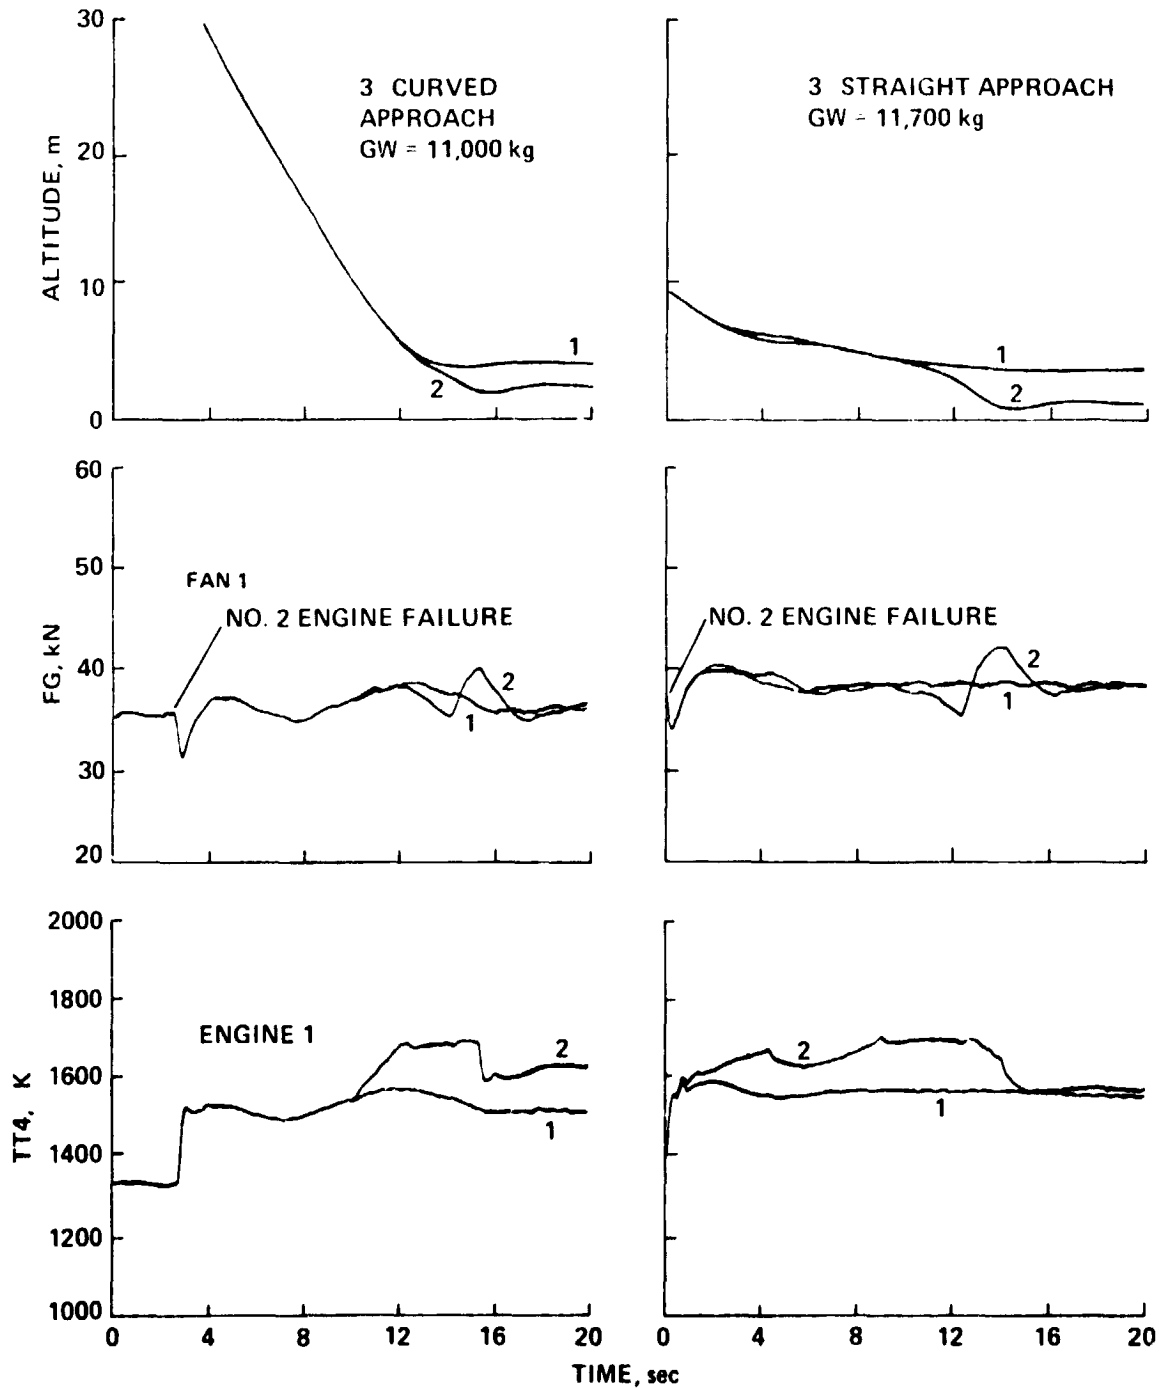 30
20
10
0
ALTITUDE, m
3 CURVED
APPROACH
GW = 11,000 kg
1
2
3 STRAIGHT APPROACH
GW = 11,700 kg
1
2
60
50
40
30
20
FG, kN
FAN 1
NO. 2 ENGINE FAILURE
2
1
NO. 2 ENGINE FAILURE
2
1
2000
1800
1600
1400
1200
1000
TT4, K
ENGINE 1
2
1
2
1
0 4 8 12 16 20
0 4 8 12 16 20
TIME, sec